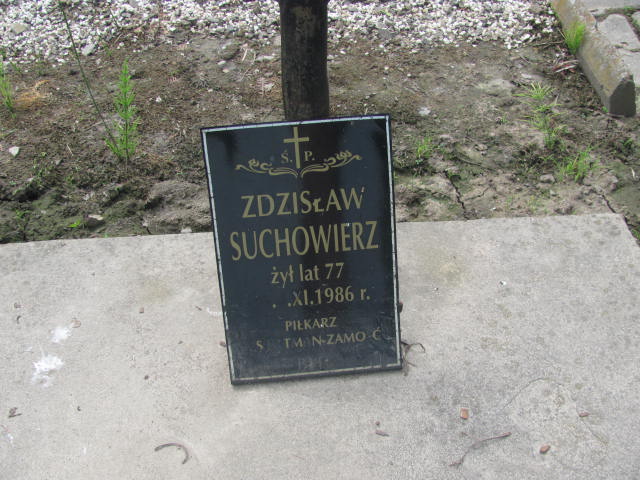 Ś. P.
ZDZISŁAW
SUCHOWIERZ
żył lat 77
XI.1986 r.
PIŁKARZ